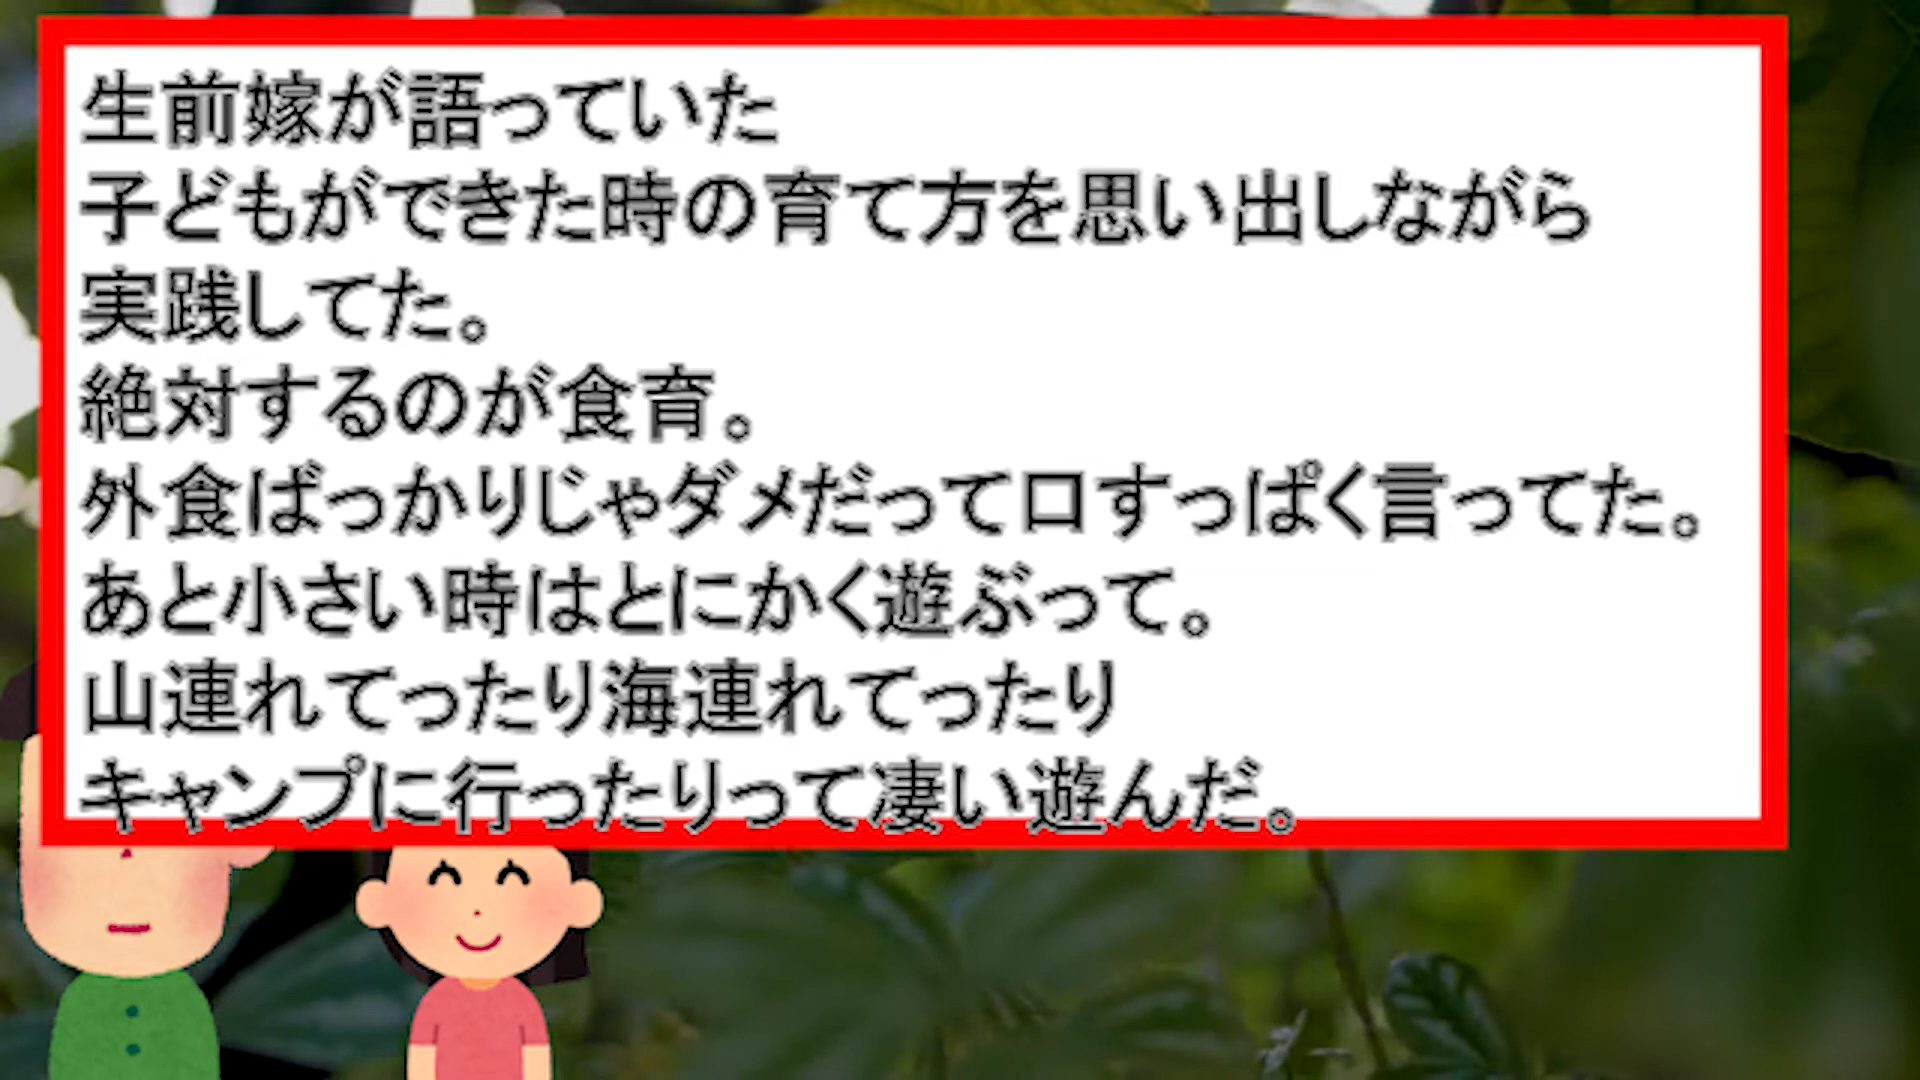 生前嫁が語っていた
子どもができた時の育て方を思い出しながら
実践してた。
絶対するのが食育。
外食ばっかりじゃダメだって口すっぱく言ってた。
あと小さい時はとにかく遊ぶって。
山連れてったり海連れてったり
キャンプに行ったりって凄い遊んだ。